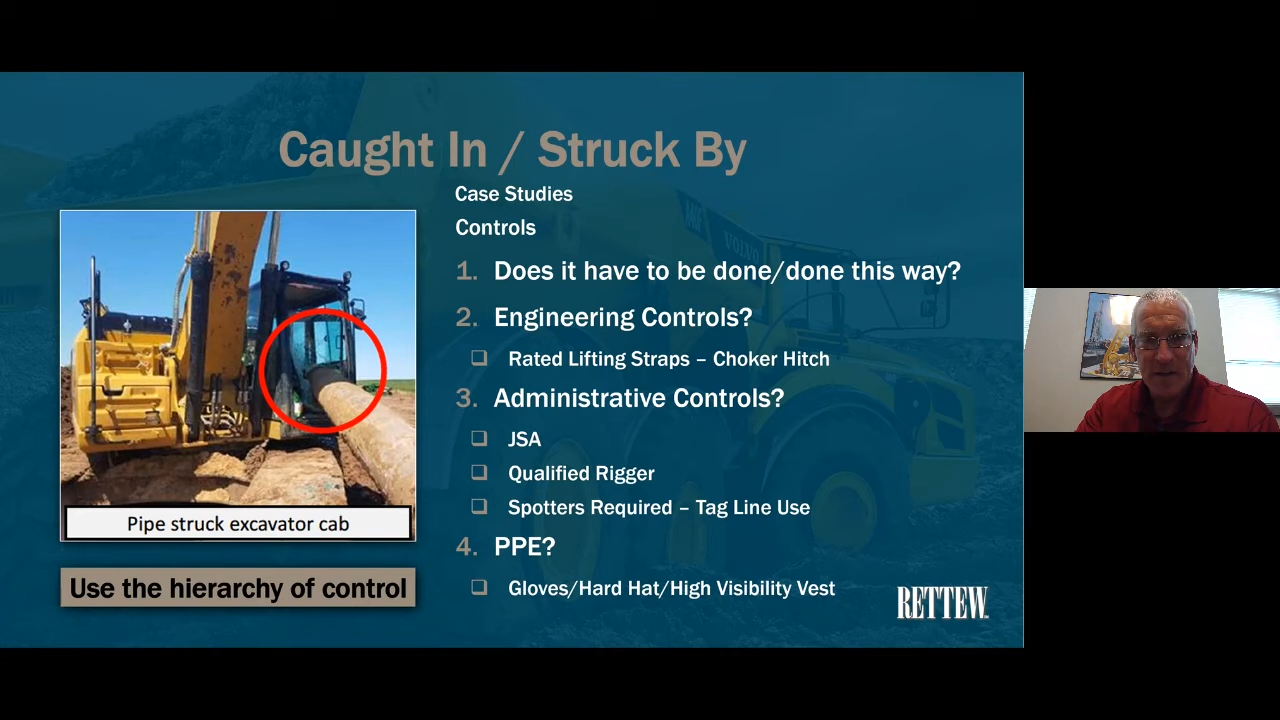 Caught In / Struck By
Case Studies
Controls
1. Does it have to be done/done this way?
2. Engineering Controls?
❑ Rated Lifting Straps – Choker Hitch
3. Administrative Controls?
❑ JSA
❑ Qualified Rigger
❑ Spotters Required – Tag Line Use
4. PPE?
❑ Gloves/Hard Hat/High Visibility Vest
Pipe struck excavator cab
Use the hierarchy of control
RETTEW
VOLVO